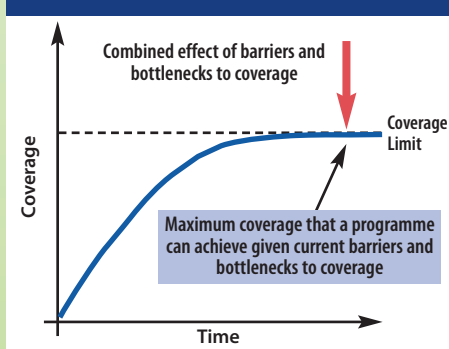 Combined effect of barriers and
bottlenecks to coverage
Coverage
Limit
Coverage
Maximum coverage that a programme
can achieve given current barriers and
bottlenecks to coverage
Time